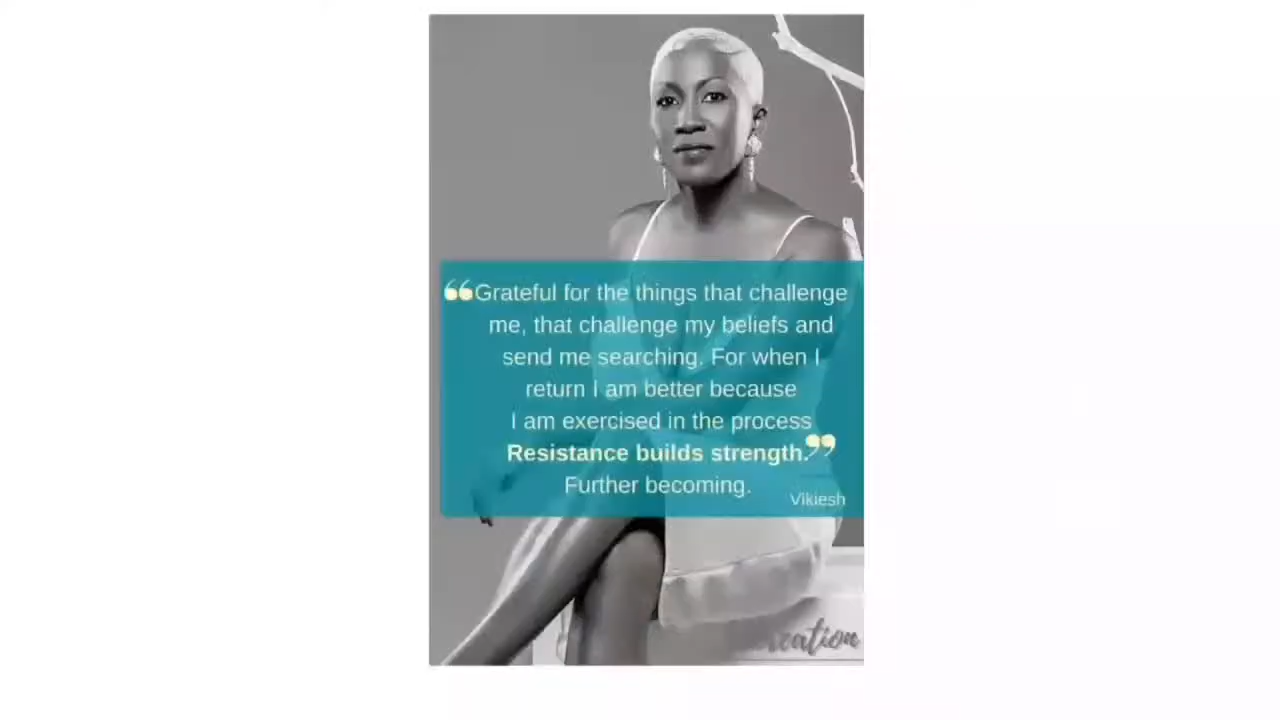 “Grateful for the things that challenge
me, that challenge my beliefs and
send me searching. For when I
return I am better because
I am exercised in the process
Resistance builds strength.”
Further becoming.
Vikiesh